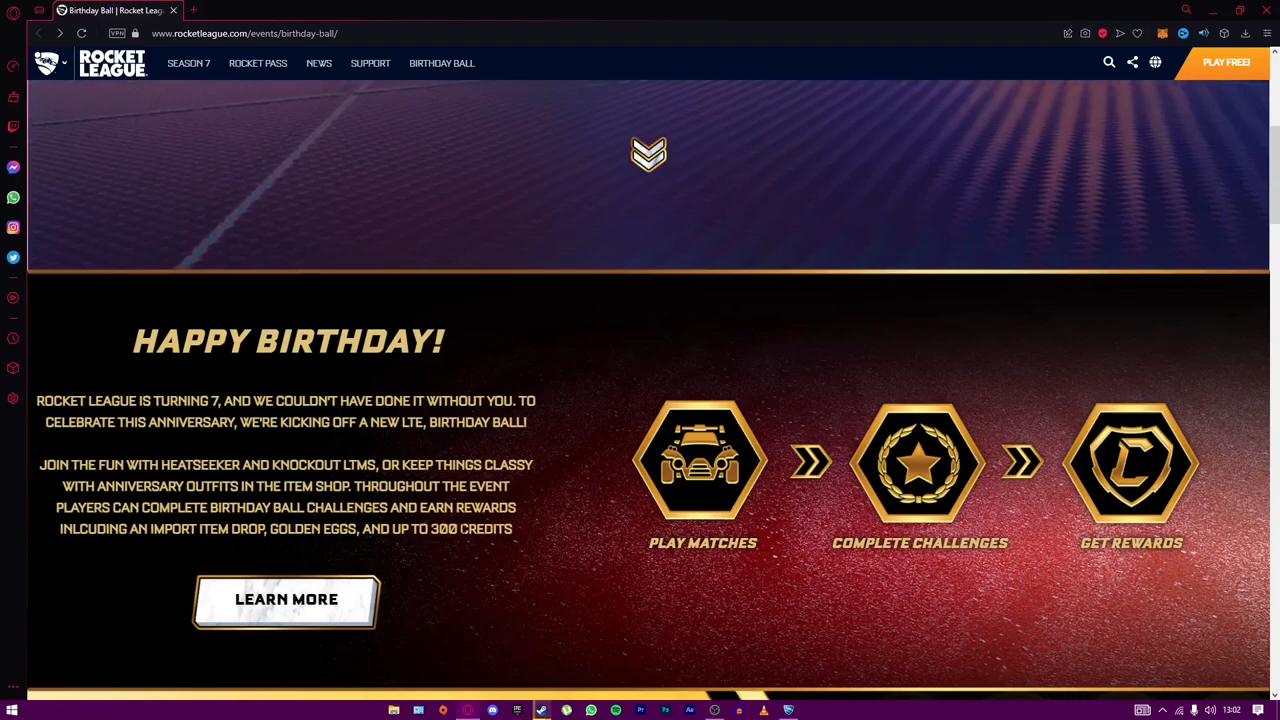 Birthday Ball | Rocket Leag
VPN
www.rocketleague.com/events/birthday-ball/
ROCKET
LEAGUE
SEASON 7
ROCKET PASS
NEWS
SUPPORT
BIRTHDAY BALL
PLAY FREE!
HAPPY BIRTHDAY!
ROCKET LEAGUE IS TURNING 7, AND WE COULDN'T HAVE DONE IT WITHOUT YOU. TO
CELEBRATE THIS ANNIVERSARY, WE'RE KICKING OFF A NEW LTE, BIRTHDAY BALL!
JOIN THE FUN WITH HEATSEEKER AND KNOCKOUT LTMS, OR KEEP THINGS CLASSY
WITH ANNIVERSARY OUTFITS IN THE ITEM SHOP. THROUGHOUT THE EVENT
PLAYERS CAN COMPLETE BIRTHDAY BALL CHALLENGES AND EARN REWARDS
INLCUDING AN IMPORT ITEM DROP, GOLDEN EGGS, AND UP TO 300 CREDITS
LEARN MORE
PLAY MATCHES
COMPLETE CHALLENGES
GET REWARDS
Pr
Ps
Ae
13:02